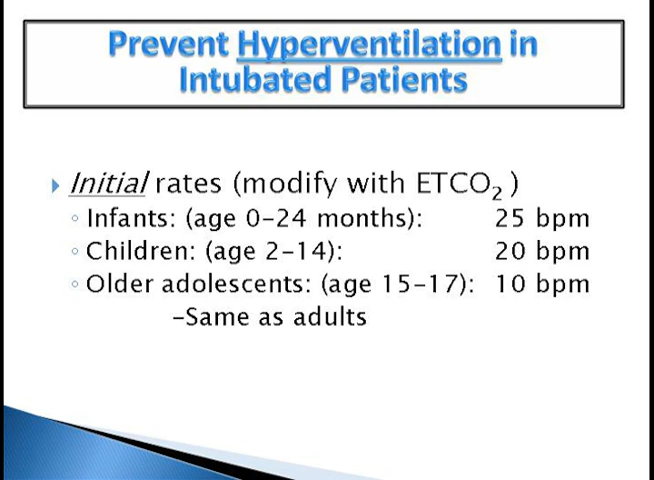 Prevent Hyperventilation in
Intubated Patients
Initial rates (modify with ETCO₂ )
Infants: (age 0-24 months): 25 bpm
Children: (age 2-14): 20 bpm
Older adolescents: (age 15-17): 10 bpm
-Same as adults